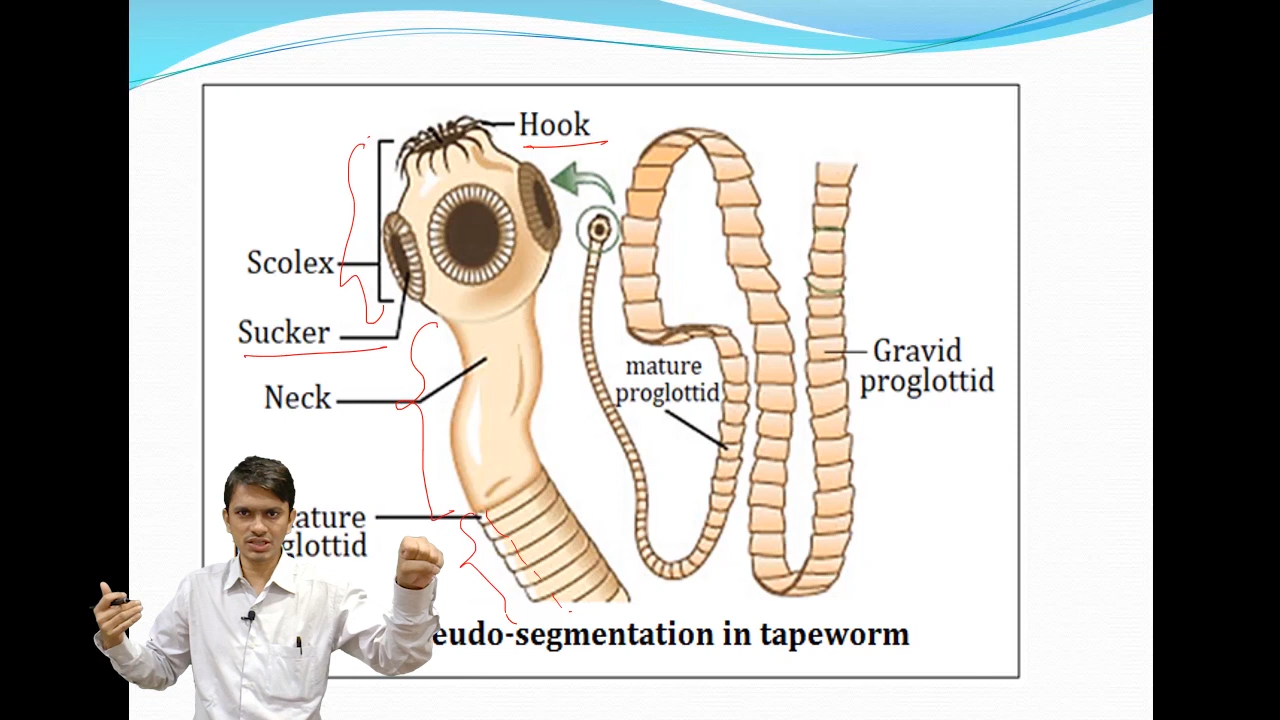 Hook
Scolex
Sucker
Neck
mature
proglottid
Gravid
proglottid
ature
glottid
eudo-segmentation in tapeworm